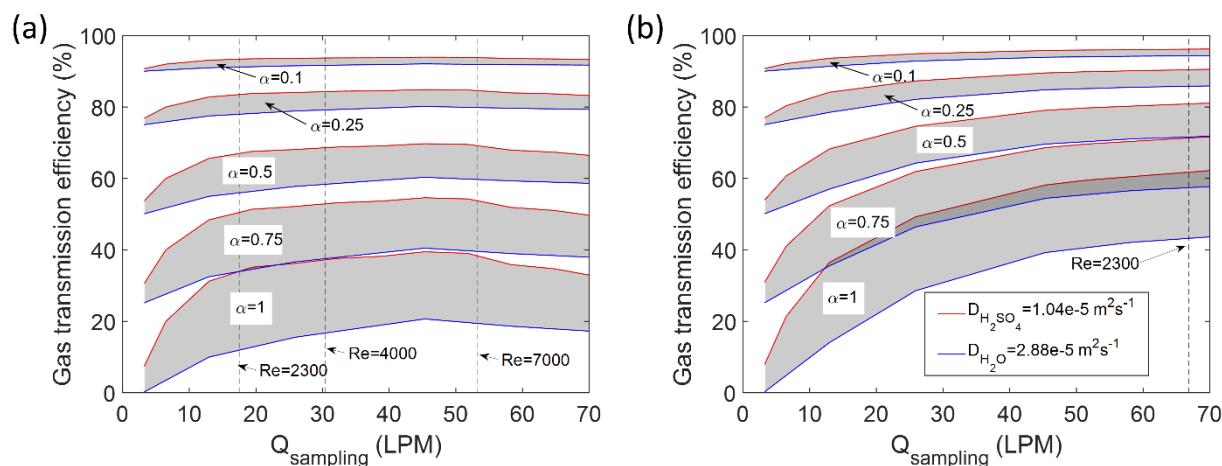 (a)
Gas transmission efficiency (%)
100
80
60
40
20
0
α=0.1
α=0.25
α=0.5
α=0.75
α=1
Re=4000
Re=7000
Re=2300
0 10 20 30 40 50 60 70
Q_sampling (LPM)
(b)
Gas transmission efficiency (%)
100
80
60
40
20
0
α=0.1
α=0.25
α=0.5
α=0.75
Re=2300
α=1
D_H₂SO₄=1.04e-5 m²s⁻¹
D_H₂O=2.88e-5 m²s⁻¹
0 10 20 30 40 50 60 70
Q_sampling (LPM)